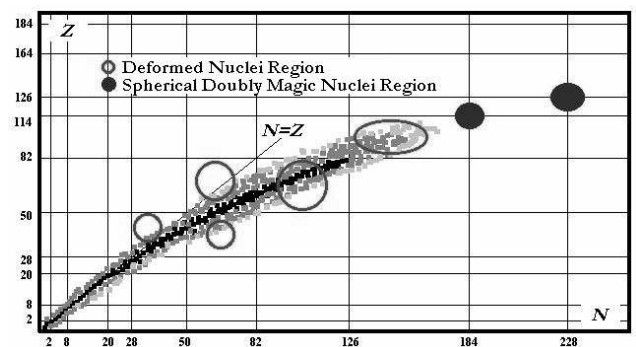 184
Z
164
Deformed Nuclei Region
Spherical Doubly Magic Nuclei Region
126
114
N=Z
82
50
28
20
8
2
N
2 8 20 28 50 82 126 184 228